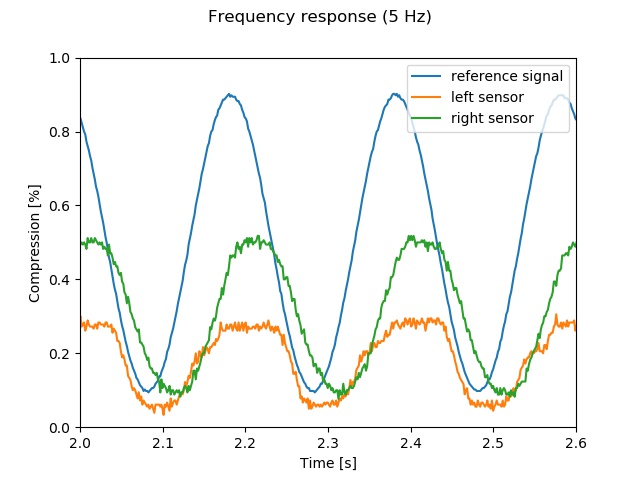 Frequency response (5 Hz)
1.0
0.8
0.6
0.4
0.2
0.0
Compression [%]
reference signal
left sensor
right sensor
2.0 2.1 2.2 2.3 2.4 2.5 2.6
Time [s]